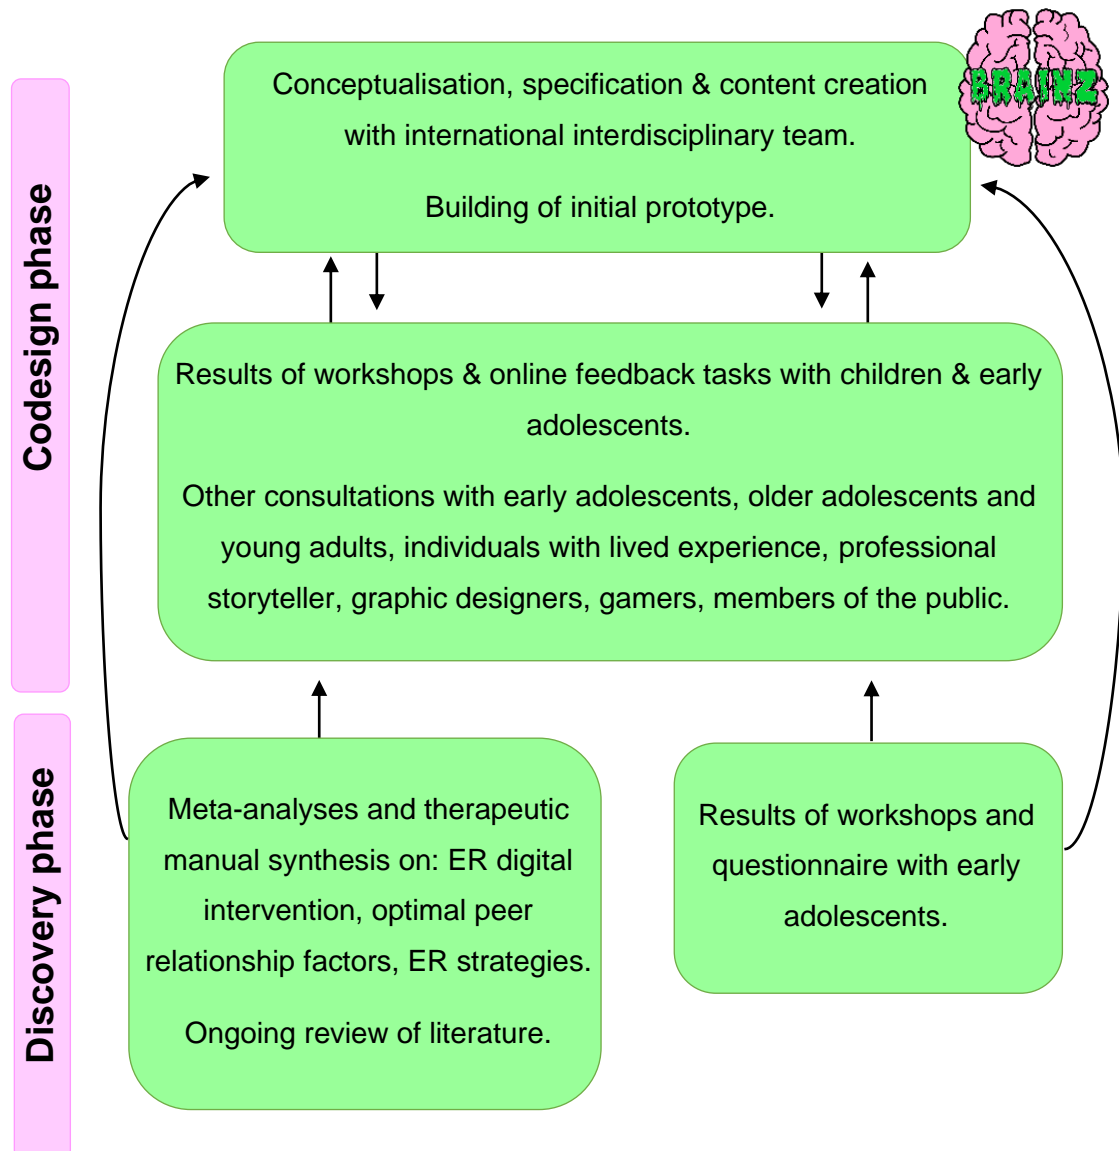 BRAINZ
Conceptualisation, specification & content creation
with international interdisciplinary team.
Building of initial prototype.
Codesign phase
Results of workshops & online feedback tasks with children & early
adolescents.
Other consultations with early adolescents, older adolescents and
young adults, individuals with lived experience, professional
storyteller, graphic designers, gamers, members of the public.
Discovery phase
Meta-analyses and therapeutic
manual synthesis on: ER digital
intervention, optimal peer
relationship factors, ER strategies.
Ongoing review of literature.
Results of workshops and
questionnaire with early
adolescents.